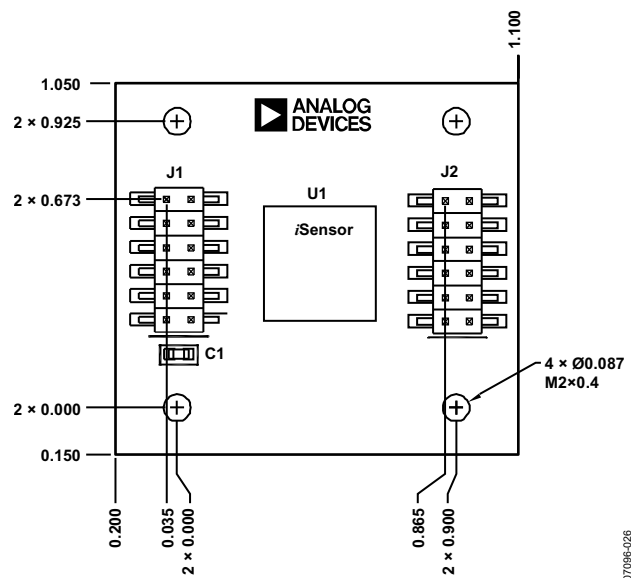 1.100
1.050
2 × 0.925
ANALOG
DEVICES
J1
U1
J2
2 × 0.673
iSensor
C1
4 × Ø0.087
M2×0.4
2 × 0.000
0.150
0.200
0.035
2 × 0.000
0.865
2 × 0.900
07096-026